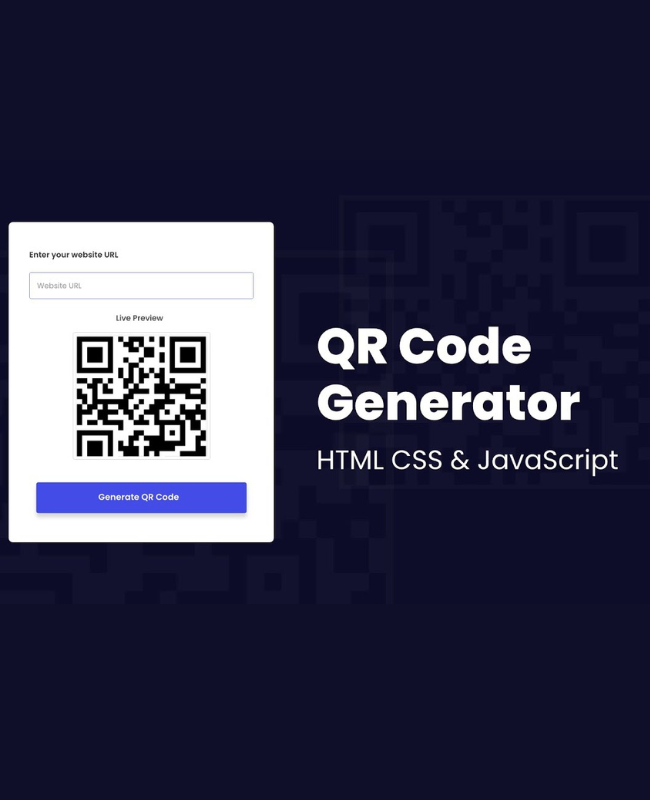 Enter your website URL
Website URL
Live Preview
Generate QR Code
QR Code
Generator
HTML CSS & JavaScript